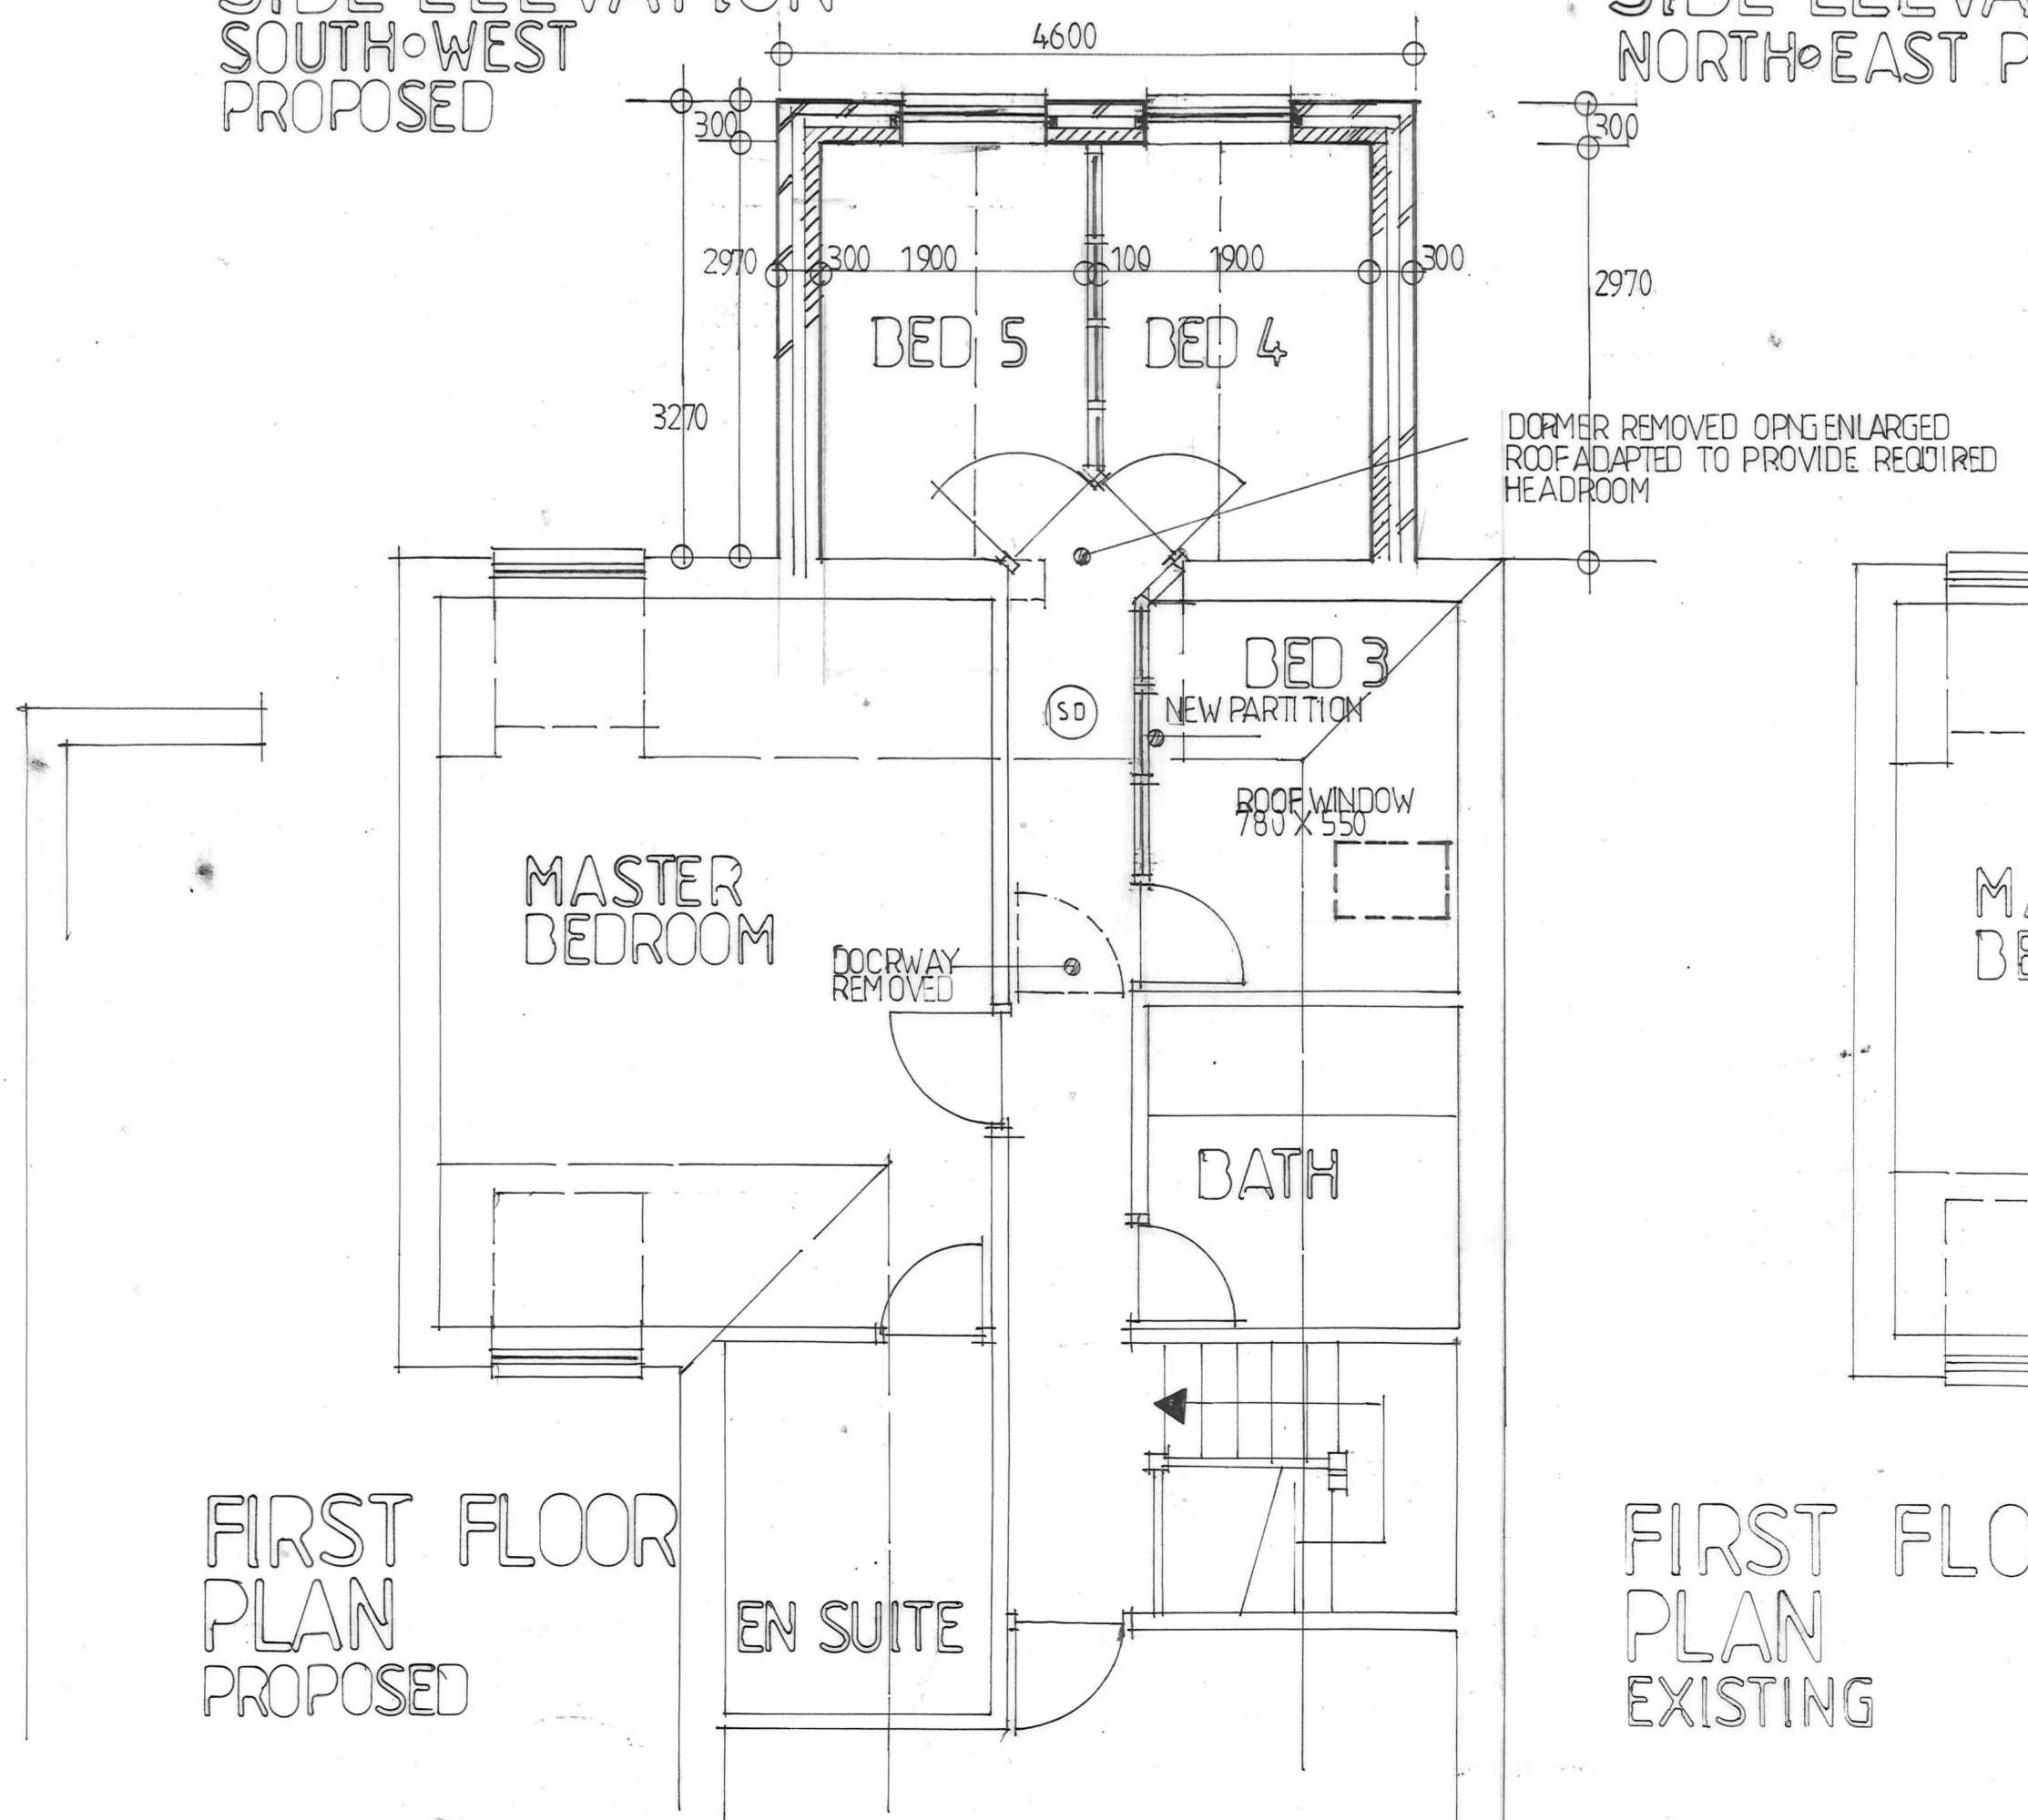 SIDE ELEVATION
SOUTH·WEST
PROPOSED
NORTH·EAST P
4600
300
300
2970
300
1900
100
1900
300
2970
BED 5
BED 4
3270
DORMER REMOVED OPNG ENLARGED
ROOF ADAPTED TO PROVIDE REQUIRED
HEADROOM
BED 3
SD
NEW PARTITION
ROOF WINDOW
780 X 550
MASTER
BEDROOM
DOORWAY
REMOVED
BATH
EN SUITE
FIRST FLOOR
PLAN
PROPOSED
FIRST FLO
PLAN
EXISTING